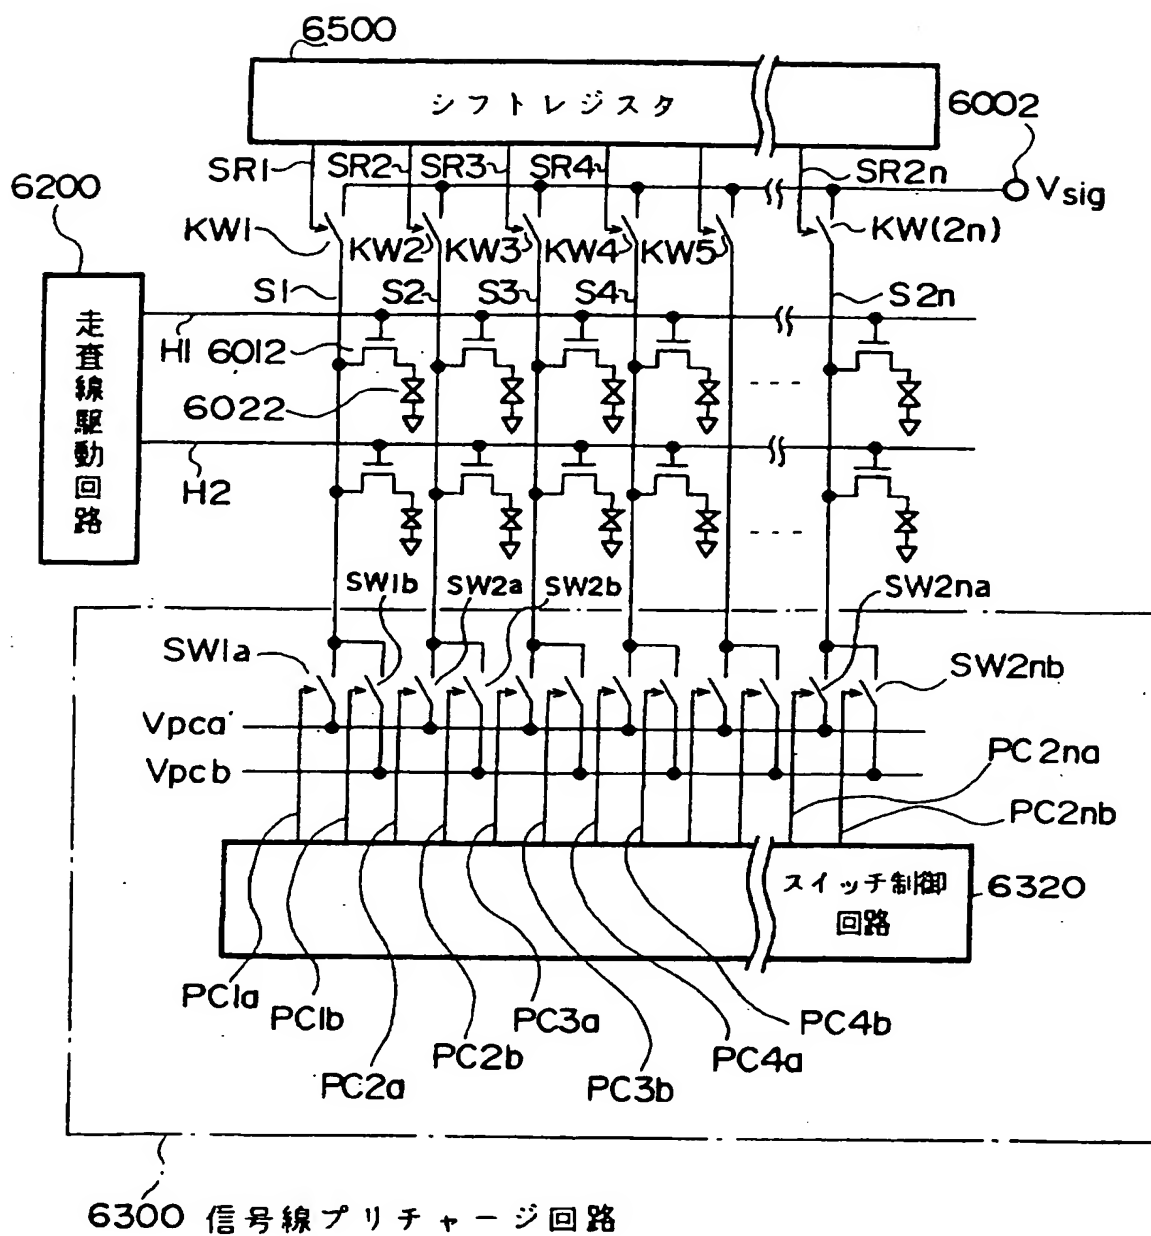 6500
シフトレジスタ
6002
SR1
SR2
SR3
SR4
SR2n
Vsig
6200
KW1
KW2
KW3
KW4
KW5
KW(2n)
S1
S2
S3
S4
S2n
走査線駆動回路
H1
6012
6022
H2
SW1b
SW2a
SW2b
SW2na
SW1a
SW2nb
Vpca
Vpcb
PC2na
PC2nb
スイッチ制御
回路
6320
PC1a
PC1b
PC2a
PC2b
PC3a
PC3b
PC4a
PC4b
6300 信号線プリチャージ回路